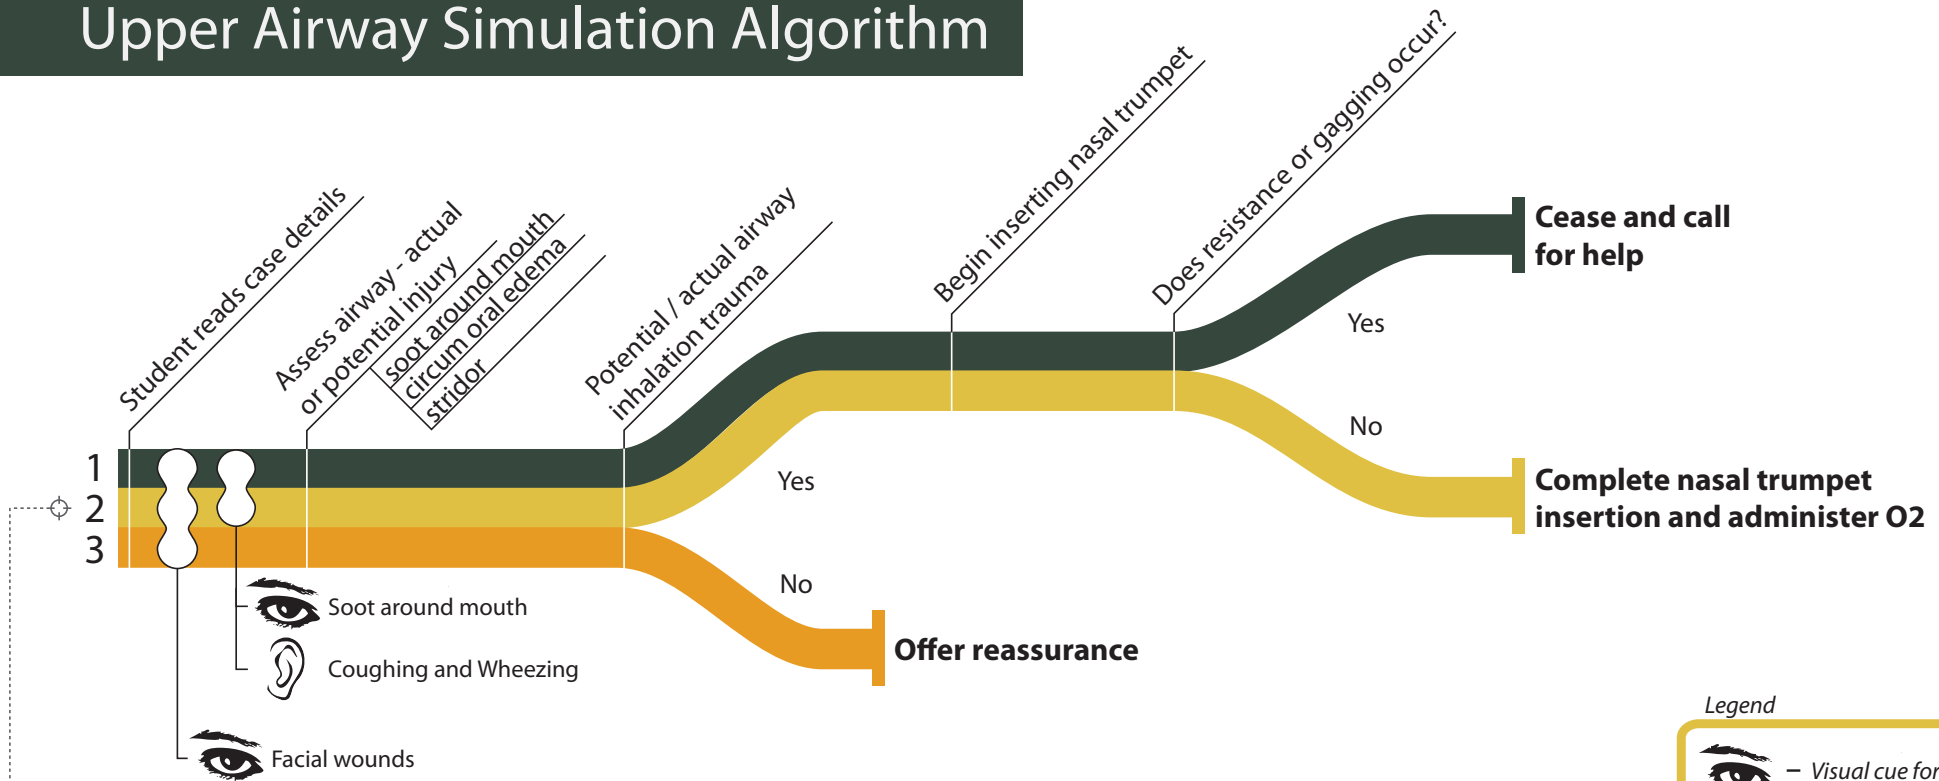 Upper Airway Simulation Algorithm
Student reads case details
Assess airway - actual
or potential injury
soot around mouth
circum oral edema
stridor
Potential / actual airway
inhalation trauma
Begin inserting nasal trumpet
Does resistance or gagging occur?
Cease and call
for help
Yes
No
Complete nasal trumpet
insertion and administer O2
1
2
3
Yes
No
Offer reassurance
Soot around mouth
Coughing and Wheezing
Facial wounds
Legend
– Visual cue for